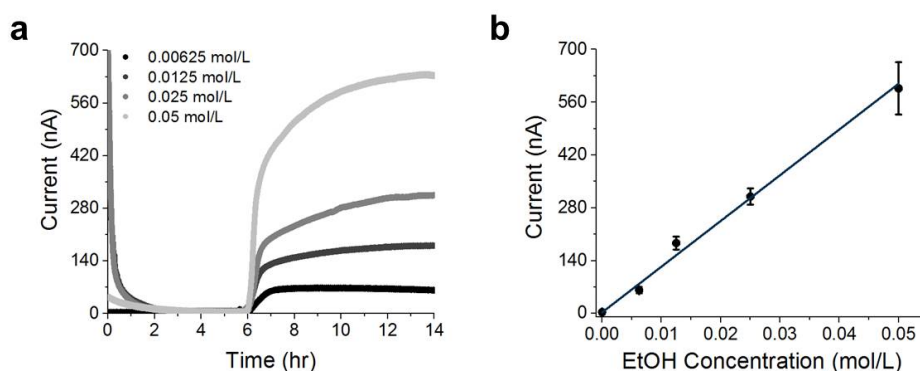 a
700
560
420
280
140
0
Current (nA)
0.00625 mol/L
0.0125 mol/L
0.025 mol/L
0.05 mol/L
0 2 4 6 8 10 12 14
Time (hr)
b
700
560
420
280
140
0
Current (nA)
0.00 0.01 0.02 0.03 0.04 0.05
EtOH Concentration (mol/L)